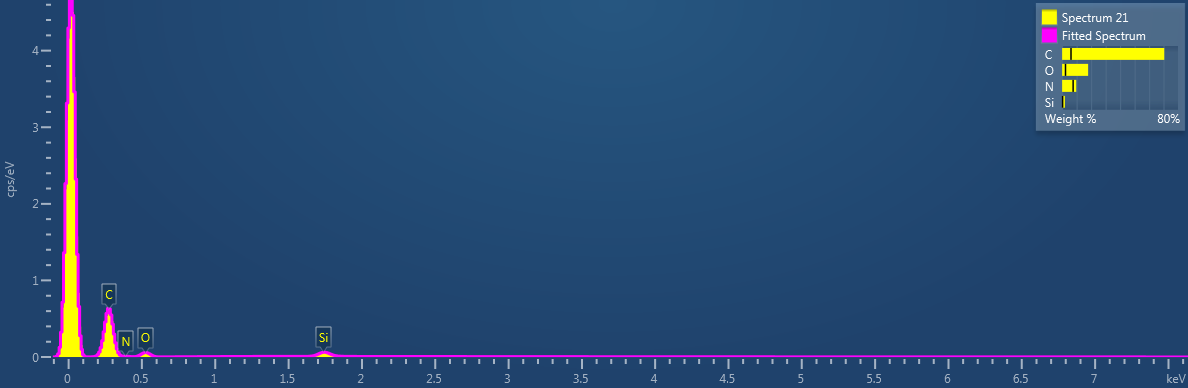 Spectrum 21
Fitted Spectrum
C
O
N
Si
Weight % 80%
cps/eV
4
3
2
1
0
C
N
O
Si
0 0.5 1 1.5 2 2.5 3 3.5 4 4.5 5 5.5 6 6.5 7 keV